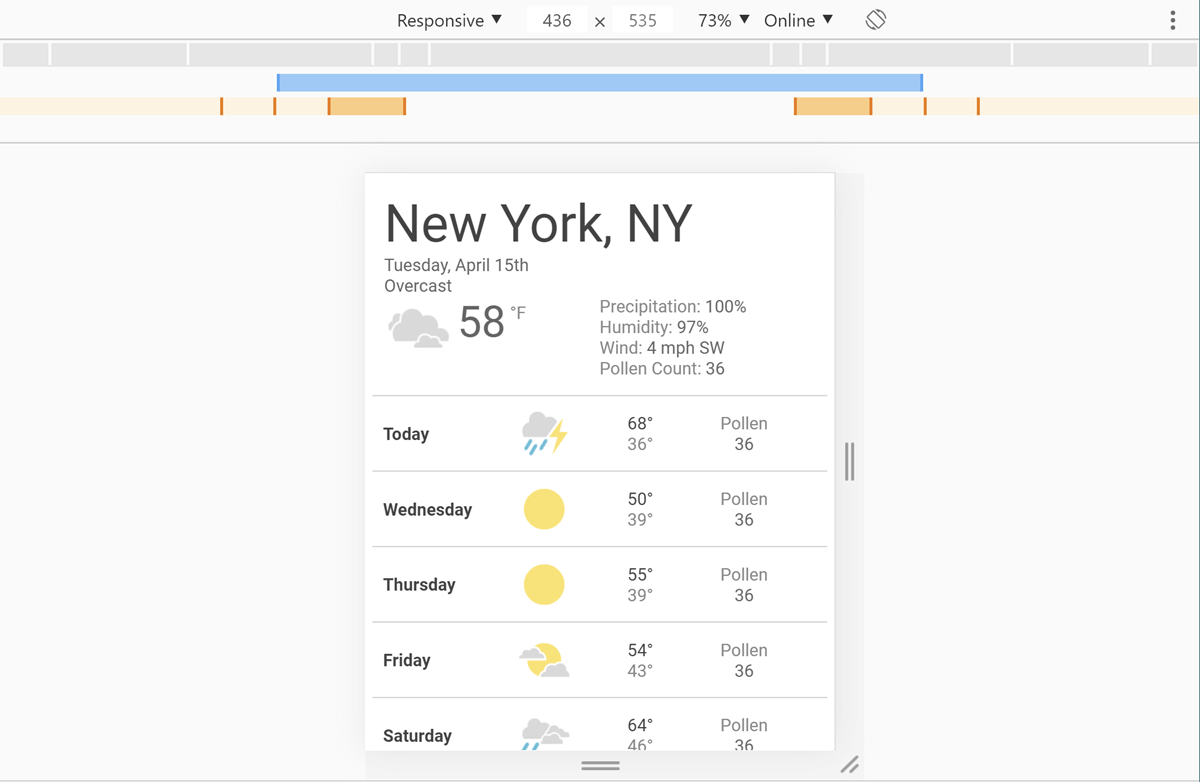 Responsive ▼ 436 × 535 73% ▼ Online ▼
New York, NY
Tuesday, April 15th
Overcast
58 °F
Precipitation: 100%
Humidity: 97%
Wind: 4 mph SW
Pollen Count: 36
Today 68° Pollen
36° 36
Wednesday 50° Pollen
39° 36
Thursday 55° Pollen
39° 36
Friday 54° Pollen
43° 36
Saturday 64° Pollen
46° 36